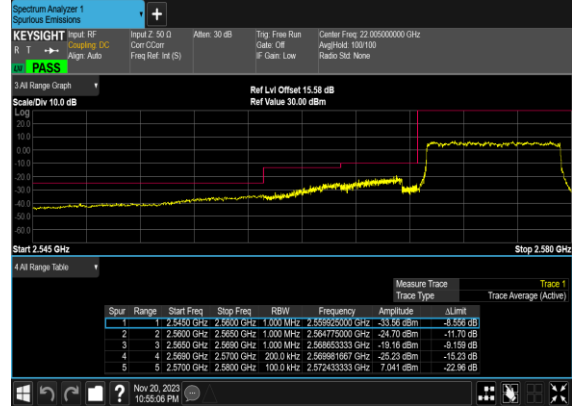 Spectrum Analyzer 1
Spurious Emissions
KEYSIGHT Input: RF Input Z: 50 Ω Atten: 30 dB Trig: Free Run Center Freq: 22.005000000 GHz
R T Coupling: DC Corr CCorr Gate: Off Avg|Hold: 100/100
Align: Auto Freq Ref: Int (S) IF Gain: Low Radio Std: None
PASS
3 All Range Graph
Ref Lvl Offset 15.58 dB
Scale/Div 10.0 dB Ref Value 30.00 dBm
Log
20.0
10.0
0.00
-10.0
-20.0
-30.0
-40.0
-50.0
-60.0
Start 2.545 GHz Stop 2.580 GHz
4 All Range Table
Measure Trace Trace 1
Trace Type Trace Average (Active)
Spur Range Start Freq Stop Freq RBW Frequency Amplitude ΔLimit
1 1 2.5450 GHz 2.5600 GHz 1.000 MHz 2.559925000 GHz -33.56 dBm -8.556 dB
2 2 2.5600 GHz 2.5650 GHz 1.000 MHz 2.564775000 GHz -24.70 dBm -11.70 dB
3 3 2.5650 GHz 2.5690 GHz 1.000 MHz 2.568653333 GHz -19.16 dBm -9.159 dB
4 4 2.5690 GHz 2.5700 GHz 200.0 kHz 2.569981667 GHz -25.23 dBm -15.23 dB
5 5 2.5700 GHz 2.5800 GHz 100.0 kHz 2.572433333 GHz 7.041 dBm -22.96 dB
? Nov 20, 2023
10:55:06 PM